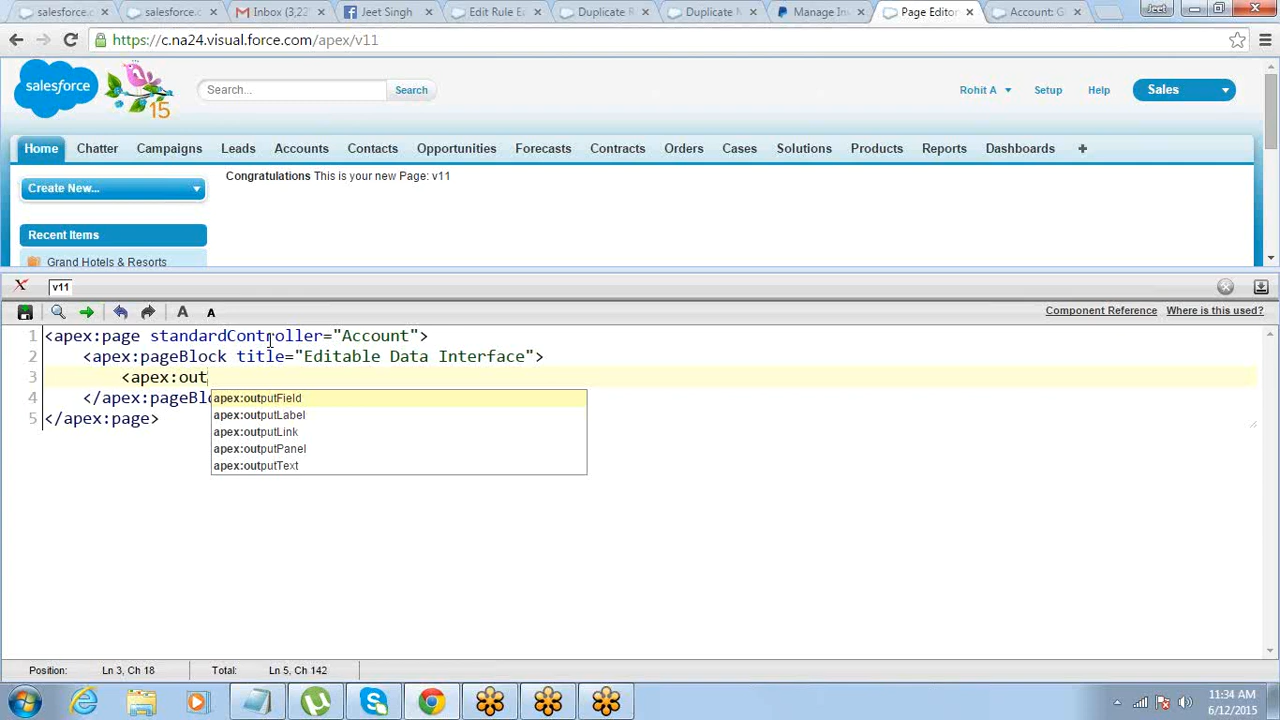 salesforce.c
salesforce.c
Inbox (3,22
Jeet Singh
Edit Rule E
Duplicate R
Duplicate M
Manage Inv
Page Editor
Account: G
Jeet
https://c.na24.visual.force.com/apex/v11
salesforce
15
Search...
Search
Rohit A
Setup
Help
Sales
Home
Chatter
Campaigns
Leads
Accounts
Contacts
Opportunities
Forecasts
Contracts
Orders
Cases
Solutions
Products
Reports
Dashboards
+
Create New...
Congratulations This is your new Page: v11
Recent Items
Grand Hotels & Resorts
v11
A
A
Component Reference
Where is this used?
1 <apex:page standardController="Account">
2 <apex:pageBlock title="Editable Data Interface">
3 <apex:out
4 </apex:pageBlo
5 </apex:page>
apex:outputField
apex:outputLabel
apex:outputLink
apex:outputPanel
apex:outputText
Position: Ln 3, Ch 18 Total: Ln 5, Ch 142
11:34 AM
6/12/2015